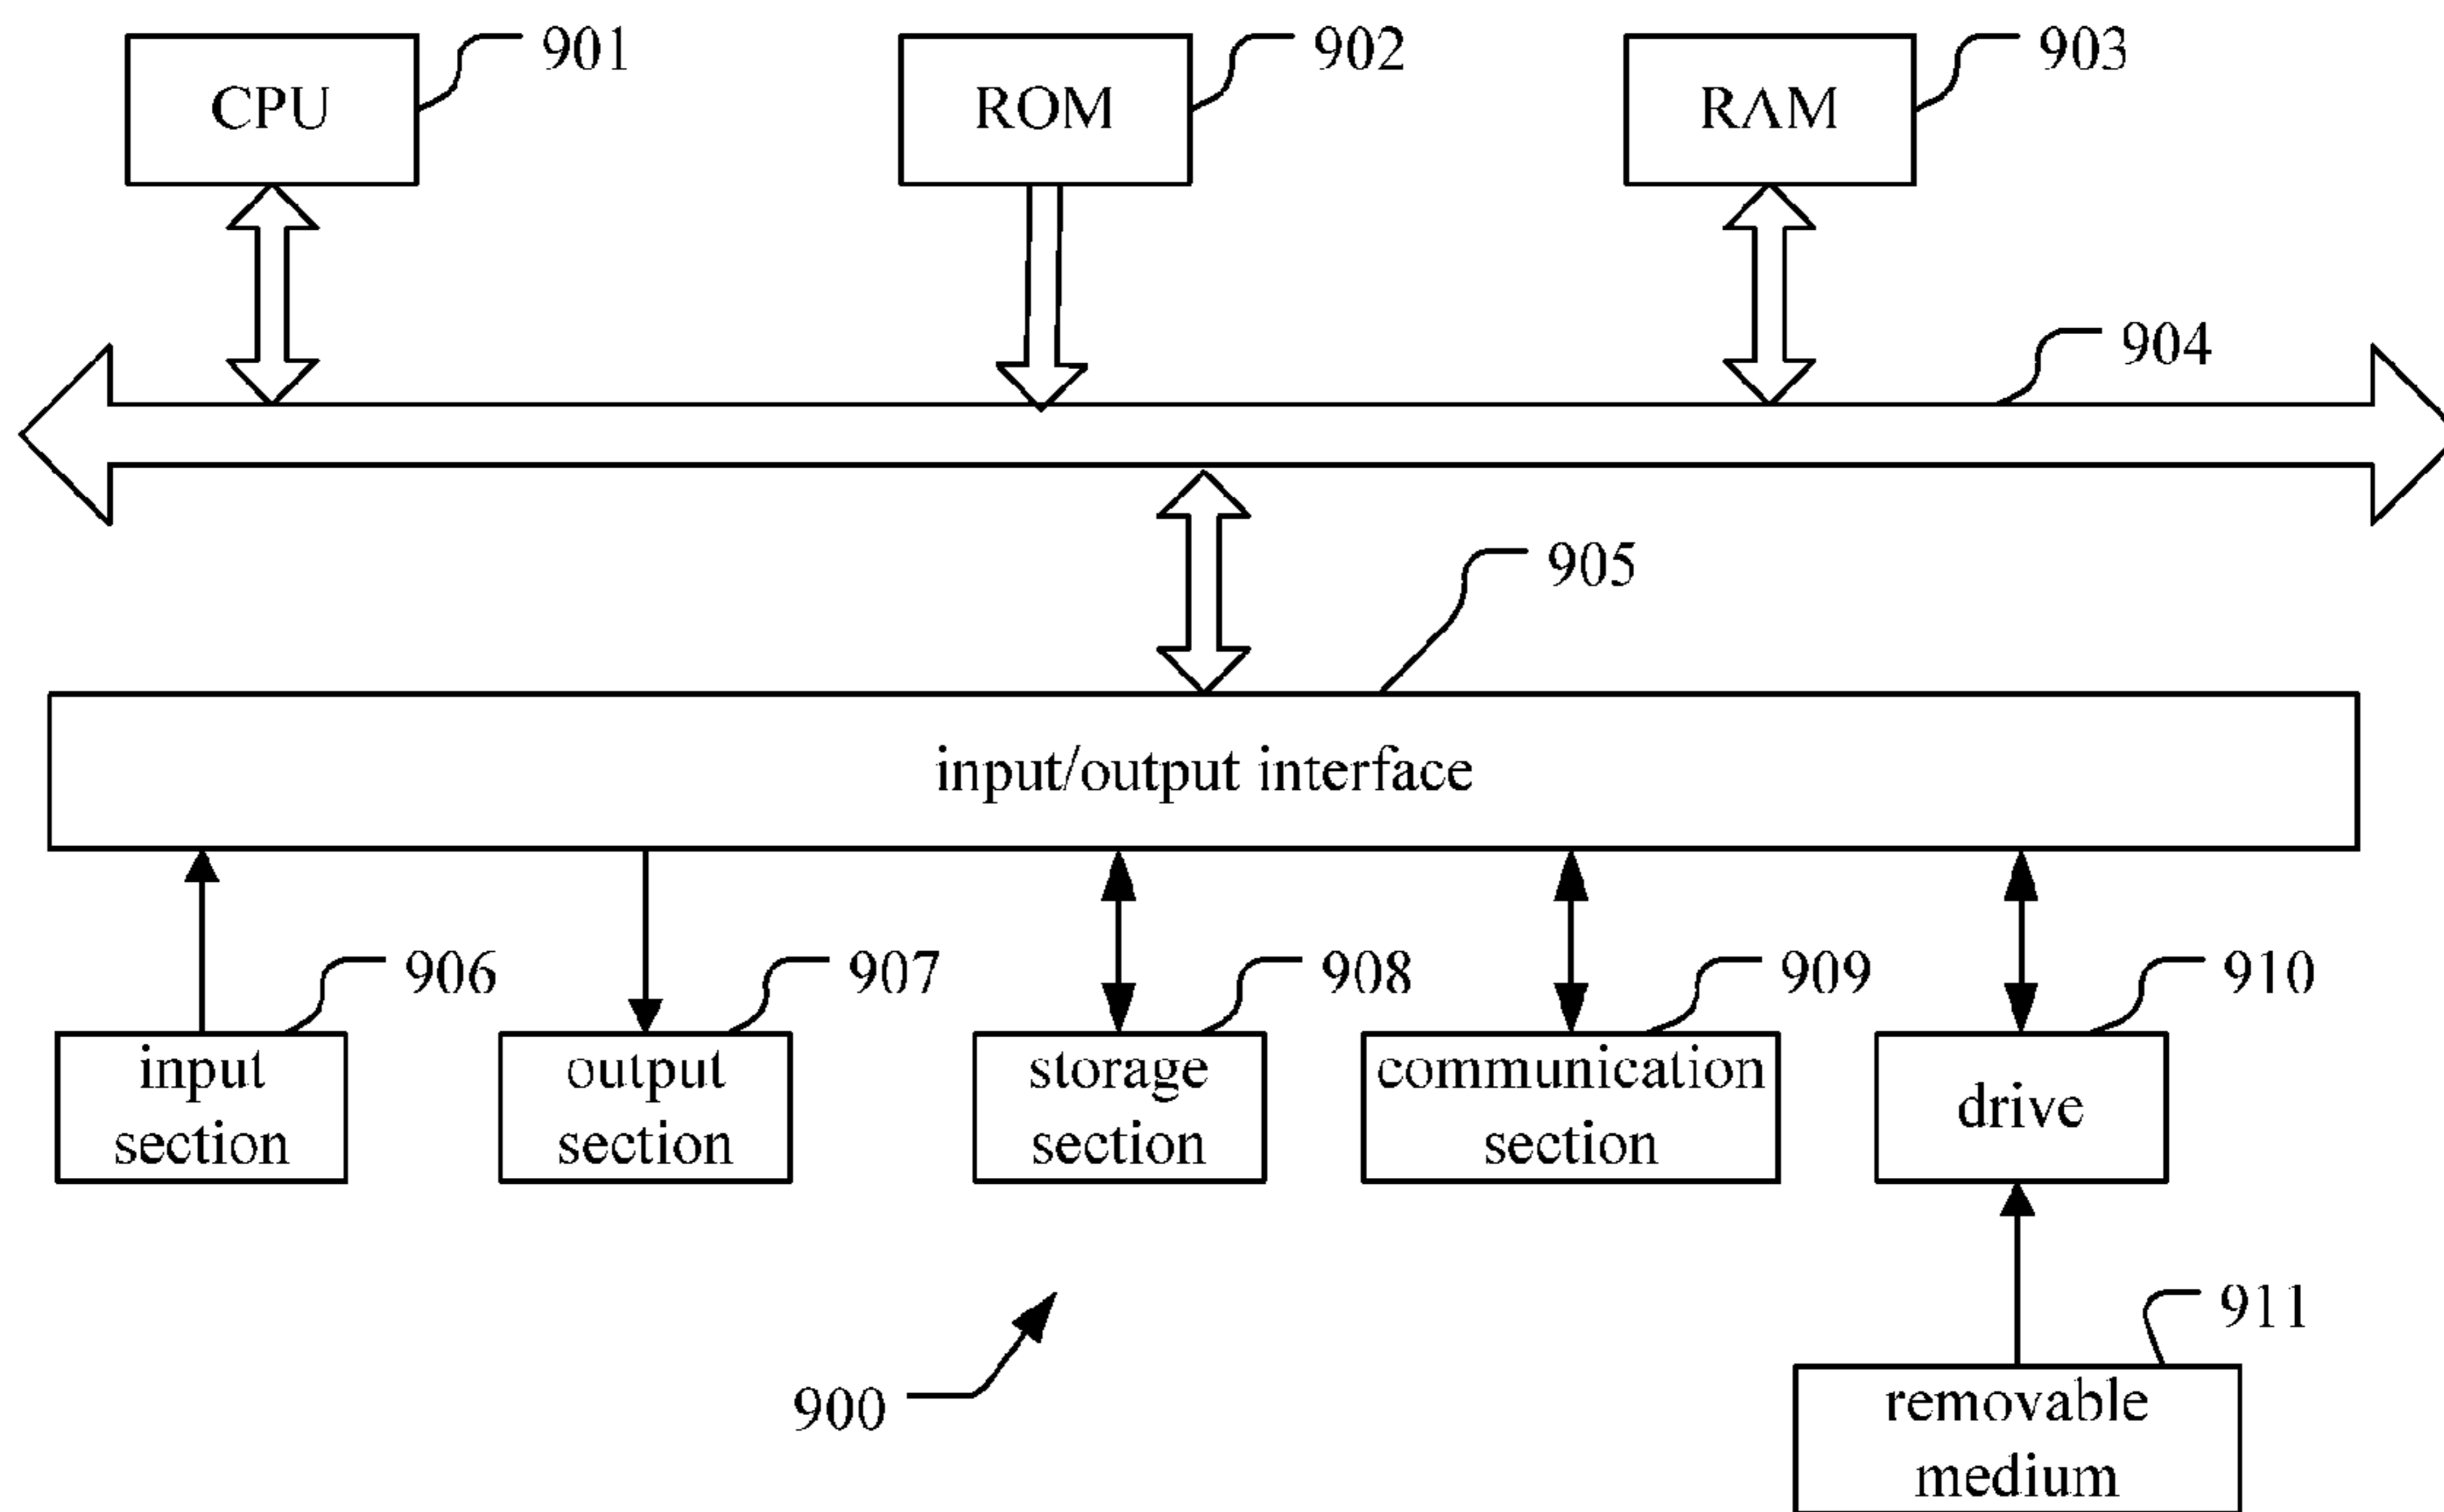 CPU
901
ROM
902
RAM
903
904
905
input/output interface
906
907
908
909
910
input
section
output
section
storage
section
communication
section
drive
911
900
removable
medium